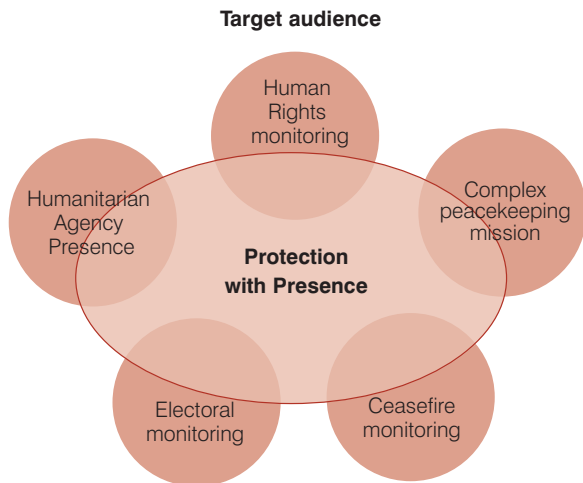 Target audience
Human
Rights
monitoring
Humanitarian
Agency
Presence
Complex
peacekeeping
mission
Protection
with Presence
Electoral
monitoring
Ceasefire
monitoring